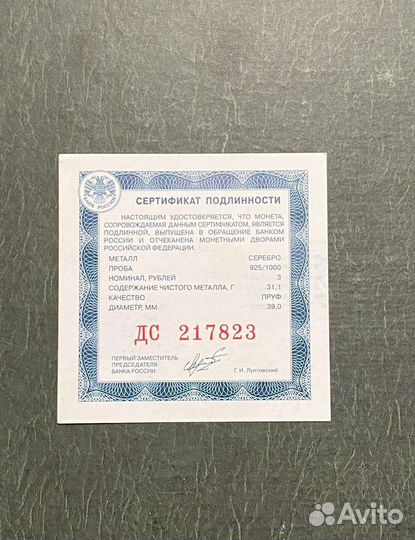 БАНК РОССИИ
СЕРТИФИКАТ ПОДЛИННОСТИ
НАСТОЯЩИМ УДОСТОВЕРЯЕТСЯ, ЧТО МОНЕТА,
СОПРОВОЖДАЕМАЯ ДАННЫМ СЕРТИФИКАТОМ, ЯВЛЯЕТСЯ
ПОДЛИННОЙ, ВЫПУЩЕНА В ОБРАЩЕНИЕ БАНКОМ
РОССИИ И ОТЧЕКАНЕНА МОНЕТНЫМИ ДВОРАМИ
РОССИЙСКОЙ ФЕДЕРАЦИИ.
МЕТАЛЛ СЕРЕБРО
ПРОБА 925/1000
НОМИНАЛ, РУБЛЕЙ 3
СОДЕРЖАНИЕ ЧИСТОГО МЕТАЛЛА, Г 31,1
КАЧЕСТВО ПРУФ
ДИАМЕТР, ММ 39,0
ДС 217823
ПЕРВЫЙ ЗАМЕСТИТЕЛЬ
ПРЕДСЕДАТЕЛЯ
БАНКА РОССИИ Г. И. Лунтовский
Avito